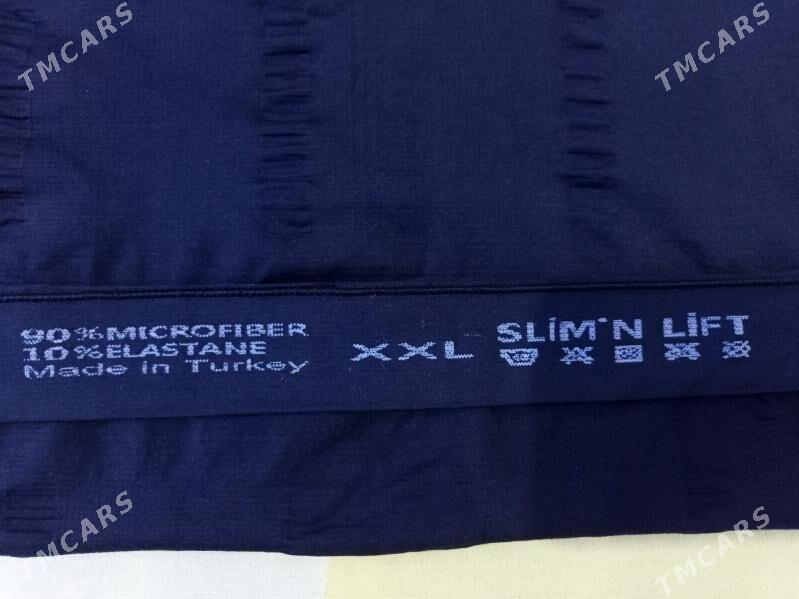 TMCARS
TMCARS
90%MICROFIBER
10%ELASTANE
Made in Turkey
XXL
SLİM'N LİFT
TMCARS
TMCARS